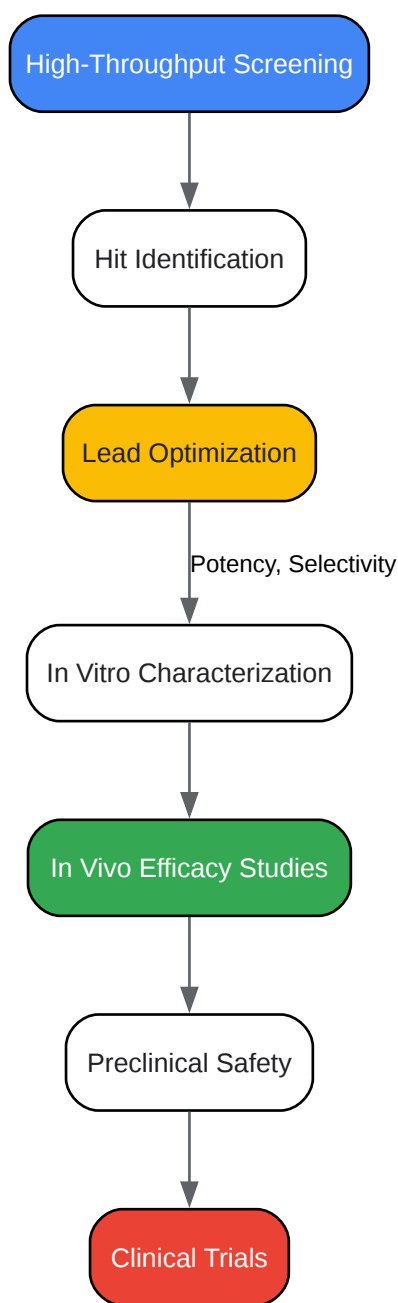 High-Throughput Screening
Hit Identification
Lead Optimization
Potency, Selectivity
In Vitro Characterization
In Vivo Efficacy Studies
Preclinical Safety
Clinical Trials